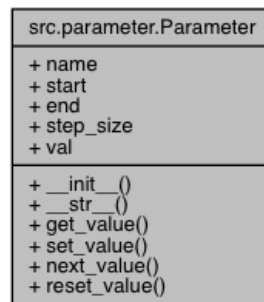 src.parameter.Parameter
+ name
+ start
+ end
+ step_size
+ val
+ __init__()
+ __str__()
+ get_value()
+ set_value()
+ next_value()
+ reset_value()